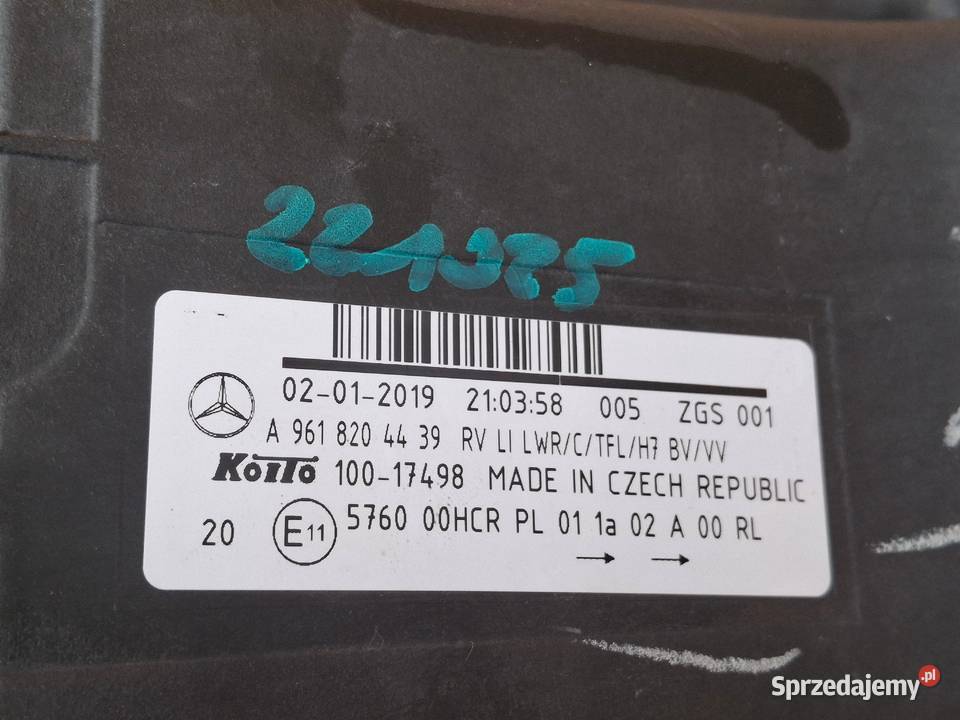 221025
02-01-2019 21:03:58 005 ZGS 001
A 961 820 44 39 RV LI LWR/C/TFL/H7 BV/VV
KOITO 100-17498 MADE IN CZECH REPUBLIC
20 E11 5760 00HCR PL 01 1a 02 A 00 RL
→ →
Sprzedajemy.pl